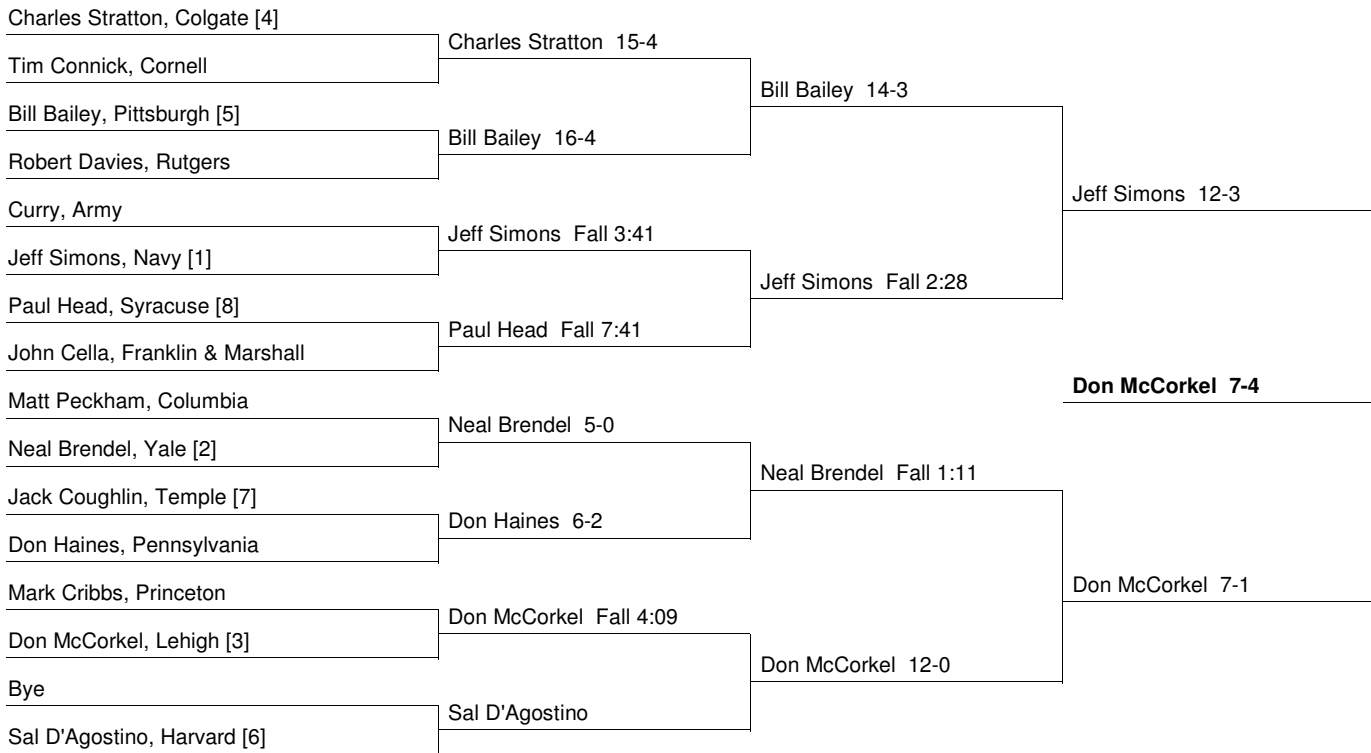 Charles Stratton, Colgate [4]
Tim Connick, Cornell
Bill Bailey, Pittsburgh [5]
Robert Davies, Rutgers
Curry, Army
Jeff Simons, Navy [1]
Paul Head, Syracuse [8]
John Cella, Franklin & Marshall
Matt Peckham, Columbia
Neal Brendel, Yale [2]
Jack Coughlin, Temple [7]
Don Haines, Pennsylvania
Mark Cribbs, Princeton
Don McCorkel, Lehigh [3]
Bye
Sal D'Agostino, Harvard [6]
Charles Stratton 15-4
Bill Bailey 16-4
Jeff Simons Fall 3:41
Paul Head Fall 7:41
Neal Brendel 5-0
Don Haines 6-2
Don McCorkel Fall 4:09
Sal D'Agostino
Bill Bailey 14-3
Jeff Simons Fall 2:28
Neal Brendel Fall 1:11
Don McCorkel 12-0
Jeff Simons 12-3
Don McCorkel 7-4
Don McCorkel 7-1